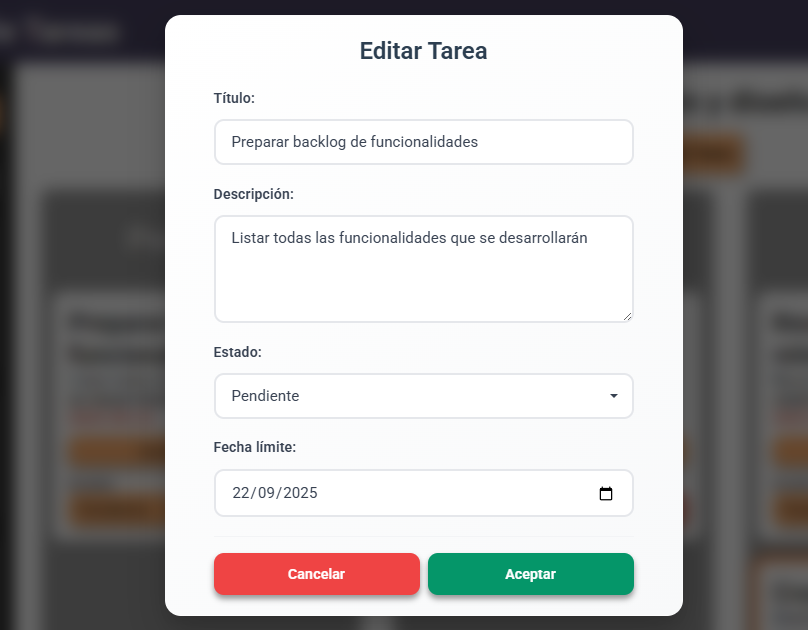 Editar Tarea
Título:
Preparar backlog de funcionalidades
Descripción:
Listar todas las funcionalidades que se desarrollarán
Estado:
Pendiente
Fecha límite:
22/09/2025
Cancelar
Aceptar